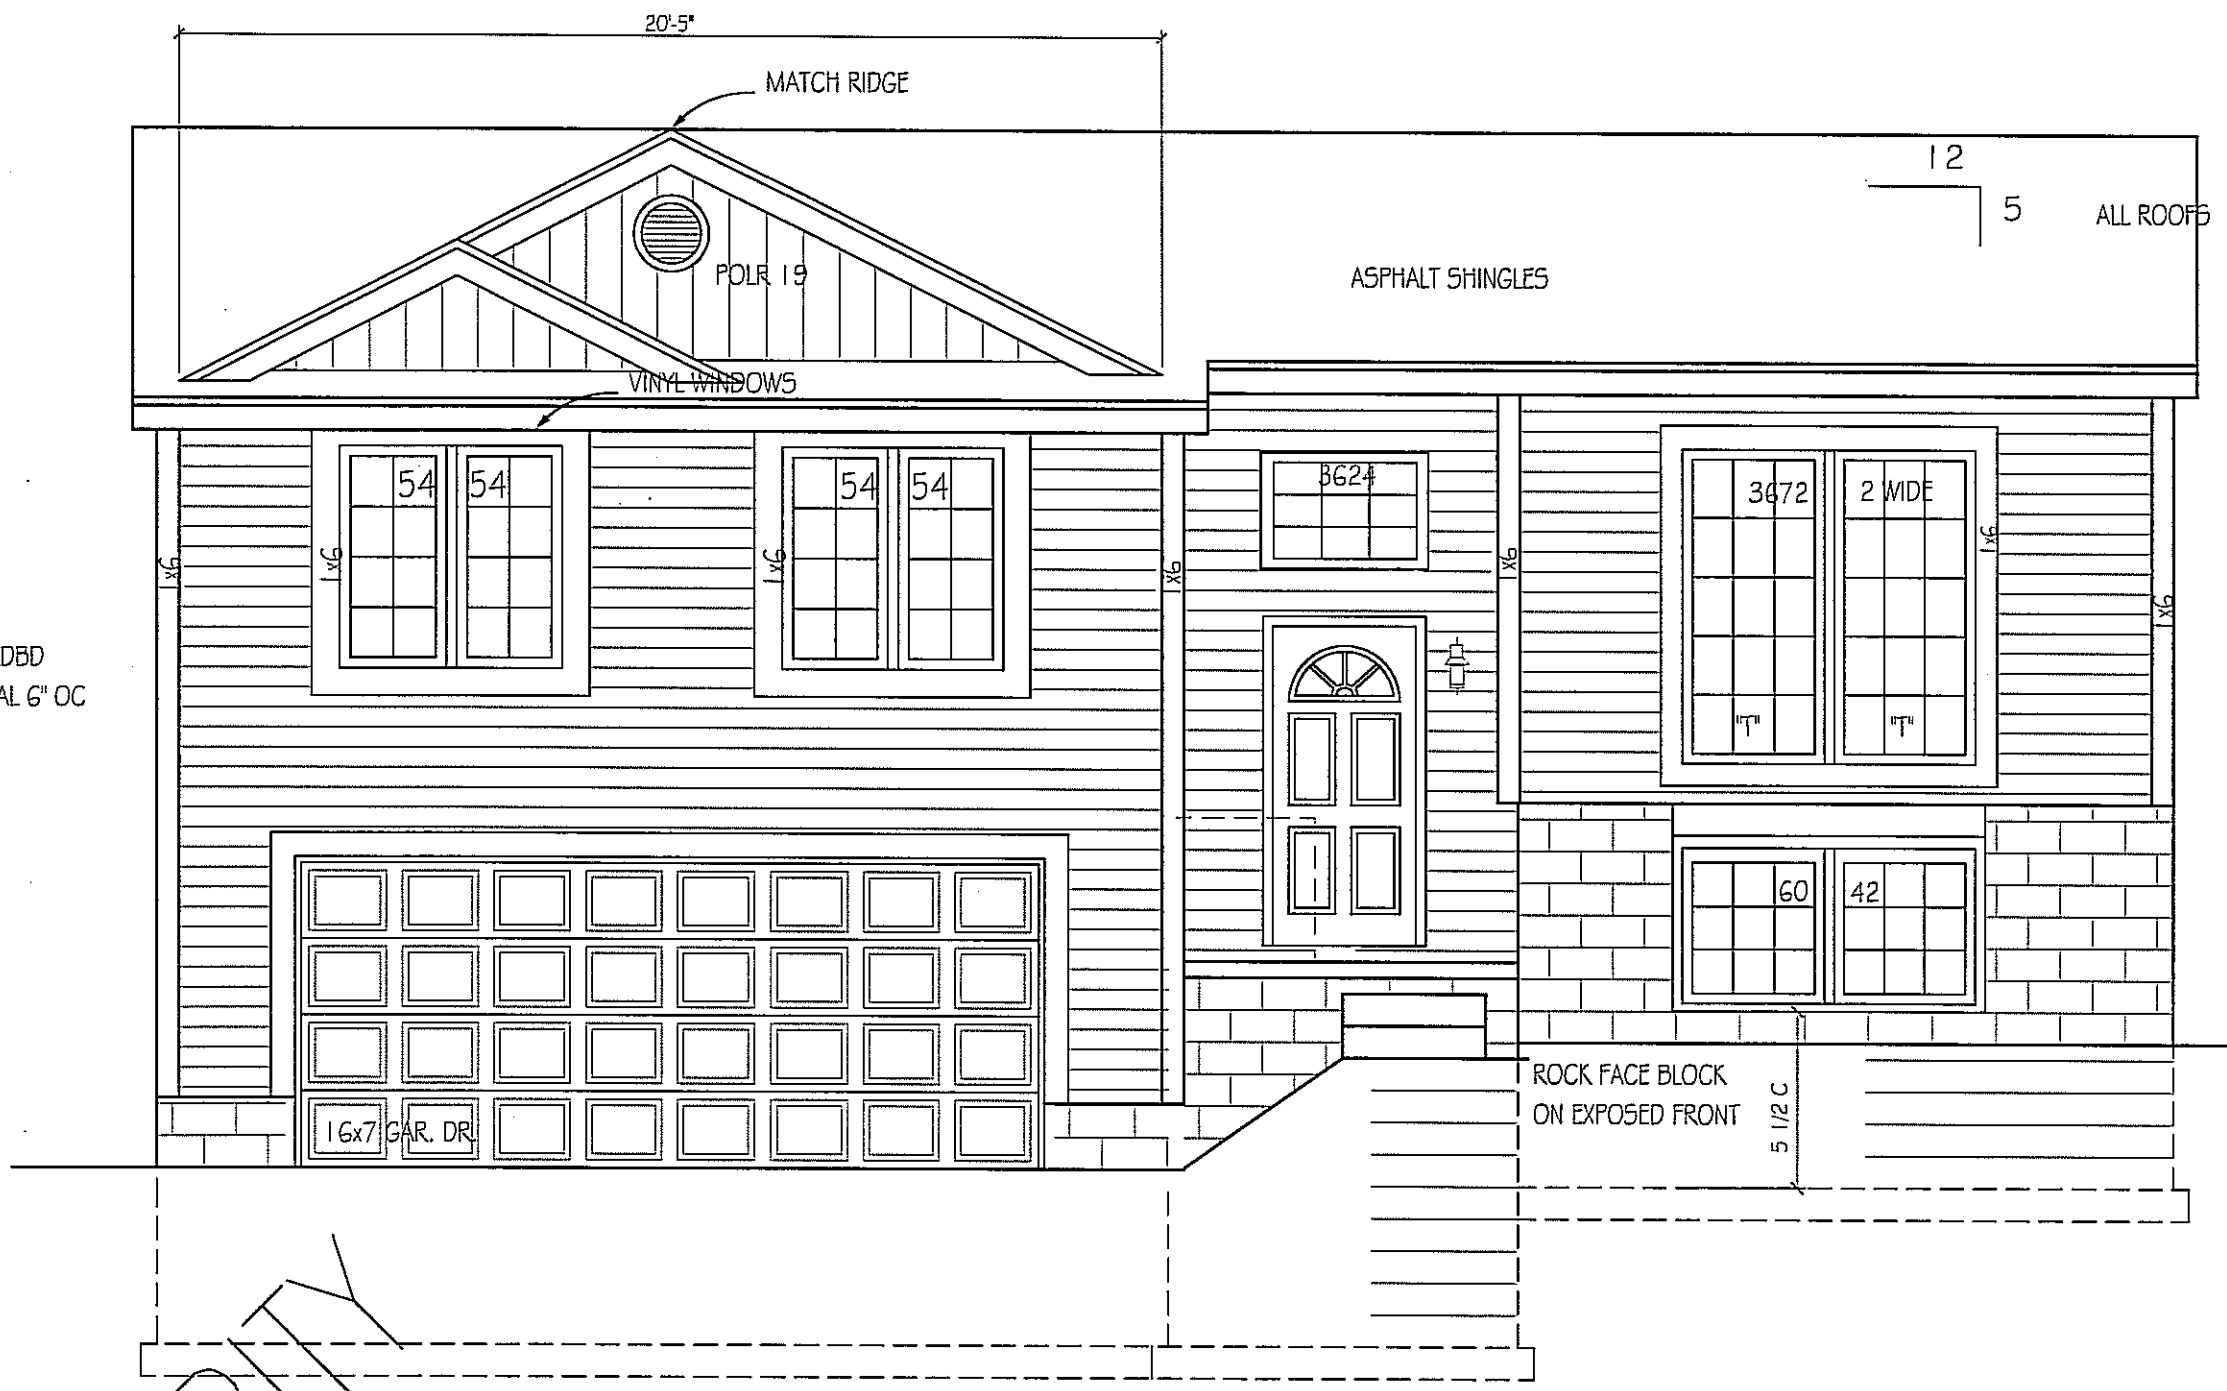 20'-5"
MATCH RIDGE
12
5
ALL ROOFS
POLR 19
ASPHALT SHINGLES
VINYL WINDOWS
54 54
54 54
3624
3672
2 WIDE
1x6
1x6
1x6
1x6
1x6
1x6
1x6
DBD
AL 6" OC
"T"
"T"
60 42
ROCK FACE BLOCK
ON EXPOSED FRONT
5 1/2 C
16x7 GAR. DR.